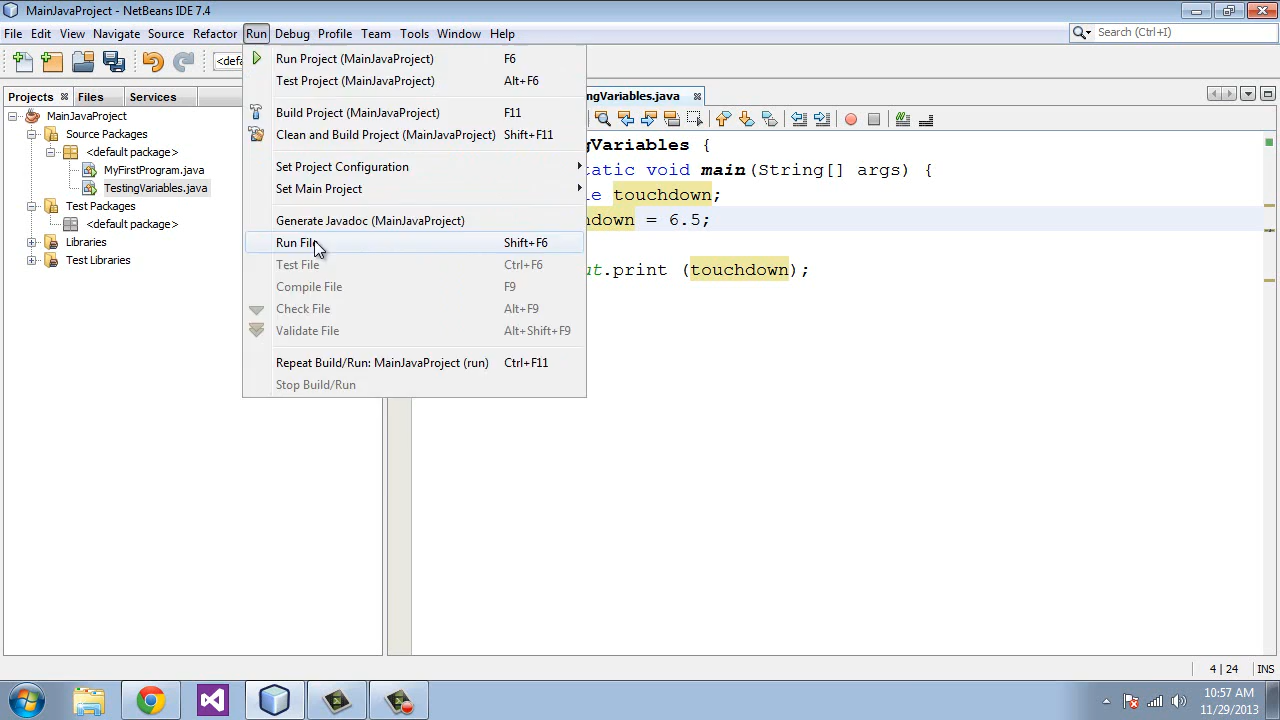 MainJavaProject - NetBeans IDE 7.4
File Edit View Navigate Source Refactor Run Debug Profile Team Tools Window Help
Search (Ctrl+I)
Run Project (MainJavaProject) F6
Test Project (MainJavaProject) Alt+F6
Build Project (MainJavaProject) F11
Clean and Build Project (MainJavaProject) Shift+F11
Set Project Configuration
Set Main Project
Generate Javadoc (MainJavaProject)
Run File Shift+F6
Test File Ctrl+F6
Compile File F9
Check File Alt+F9
Validate File Alt+Shift+F9
Repeat Build/Run: MainJavaProject (run) Ctrl+F11
Stop Build/Run
<defa
Projects Files Services
MainJavaProject
Source Packages
<default package>
MyFirstProgram.java
TestingVariables.java
Test Packages
<default package>
Libraries
Test Libraries
ngVariables.java
gVariables {
tatic void main(String[] args) {
le touchdown;
hdown = 6.5;
ut.print (touchdown);
4 | 24 INS
10:57 AM
11/29/2013